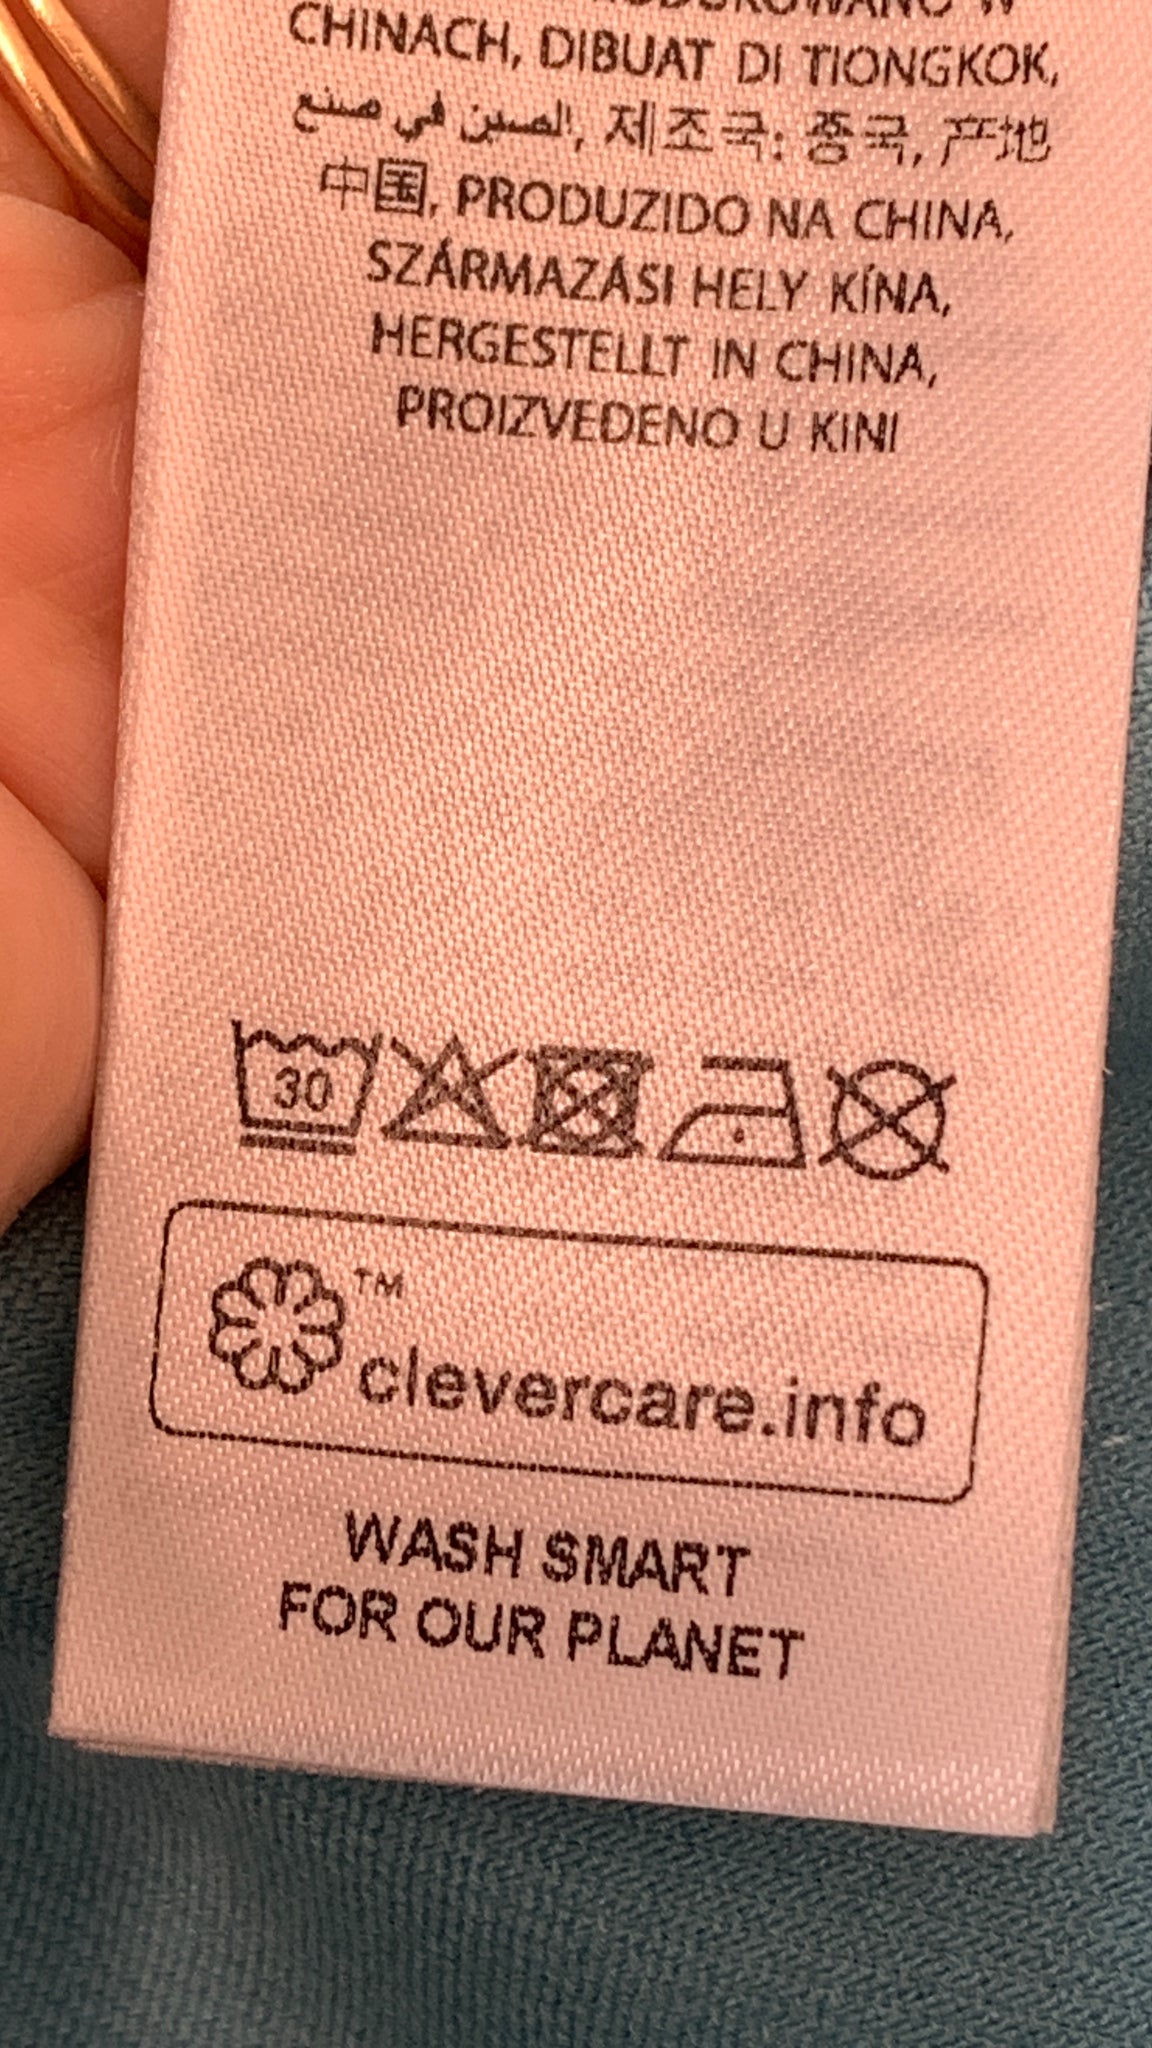 CHINACH, DIBUAT DI TIONGKOK,
صنع في الصين, 제조국: 중국, 产地
中国, PRODUZIDO NA CHINA,
SZÁRMAZÁSI HELY KÍNA,
HERGESTELLT IN CHINA,
PROIZVEDENO U KINI
30
TM
clevercare.info
WASH SMART
FOR OUR PLANET